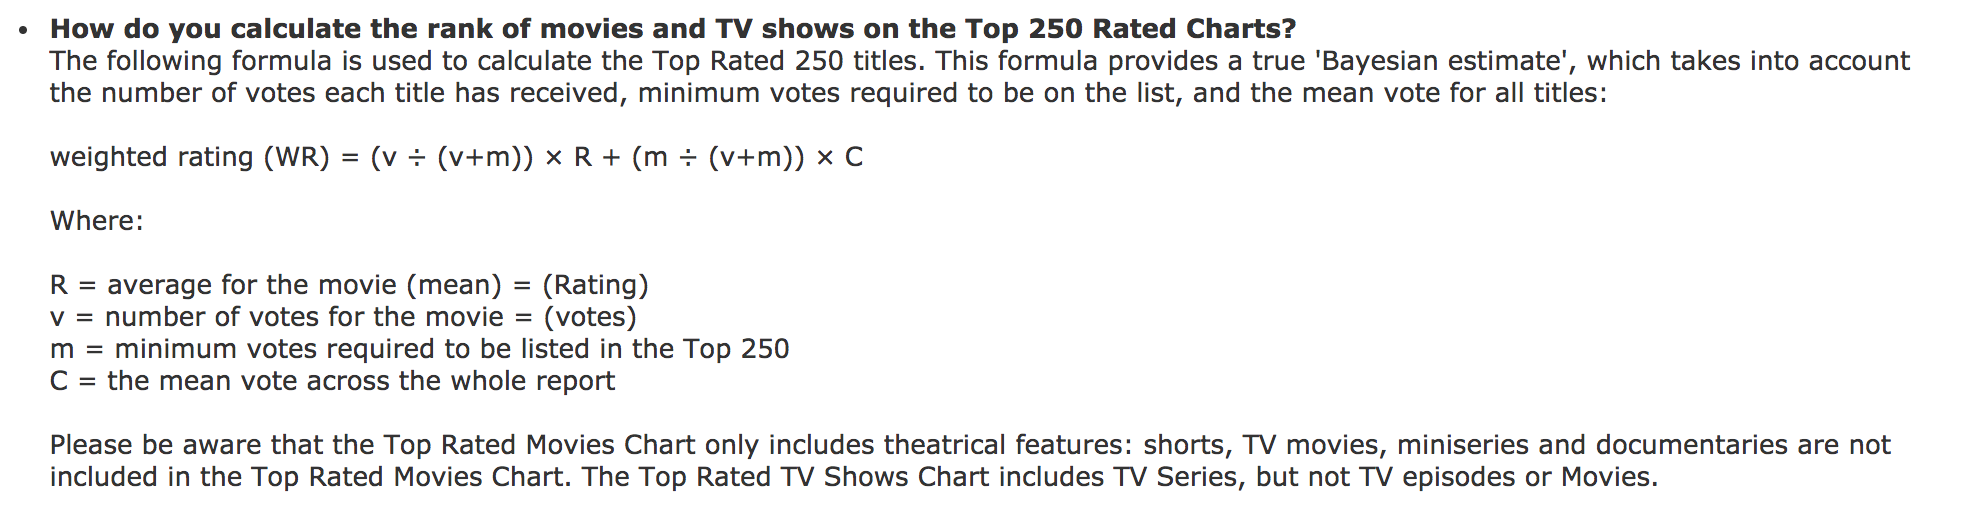 • How do you calculate the rank of movies and TV shows on the Top 250 Rated Charts?
The following formula is used to calculate the Top Rated 250 titles. This formula provides a true 'Bayesian estimate', which takes into account
the number of votes each title has received, minimum votes required to be on the list, and the mean vote for all titles:
weighted rating (WR) = (v ÷ (v+m)) × R + (m ÷ (v+m)) × C
Where:
R = average for the movie (mean) = (Rating)
v = number of votes for the movie = (votes)
m = minimum votes required to be listed in the Top 250
C = the mean vote across the whole report
Please be aware that the Top Rated Movies Chart only includes theatrical features: shorts, TV movies, miniseries and documentaries are not
included in the Top Rated Movies Chart. The Top Rated TV Shows Chart includes TV Series, but not TV episodes or Movies.